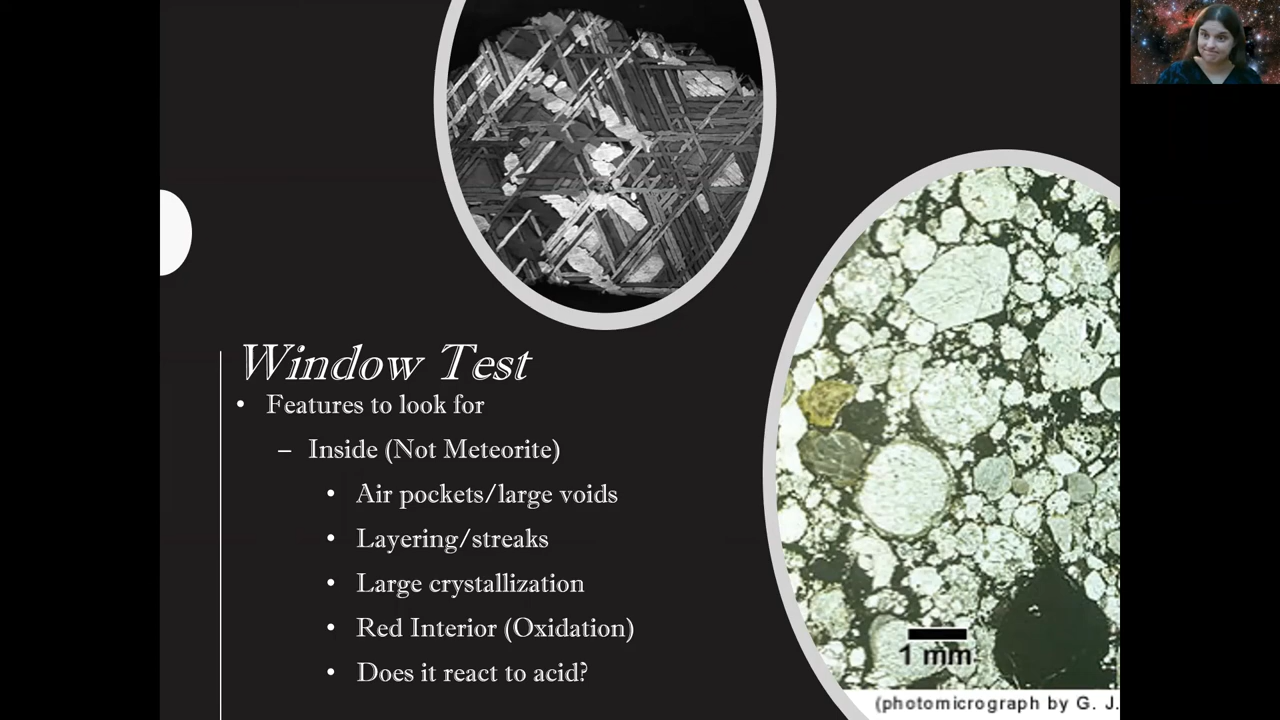 Window Test
• Features to look for
– Inside (Not Meteorite)
• Air pockets/large voids
• Layering/streaks
• Large crystallization
• Red Interior (Oxidation)
• Does it react to acid?
1 mm
(photomicrograph by G. J.